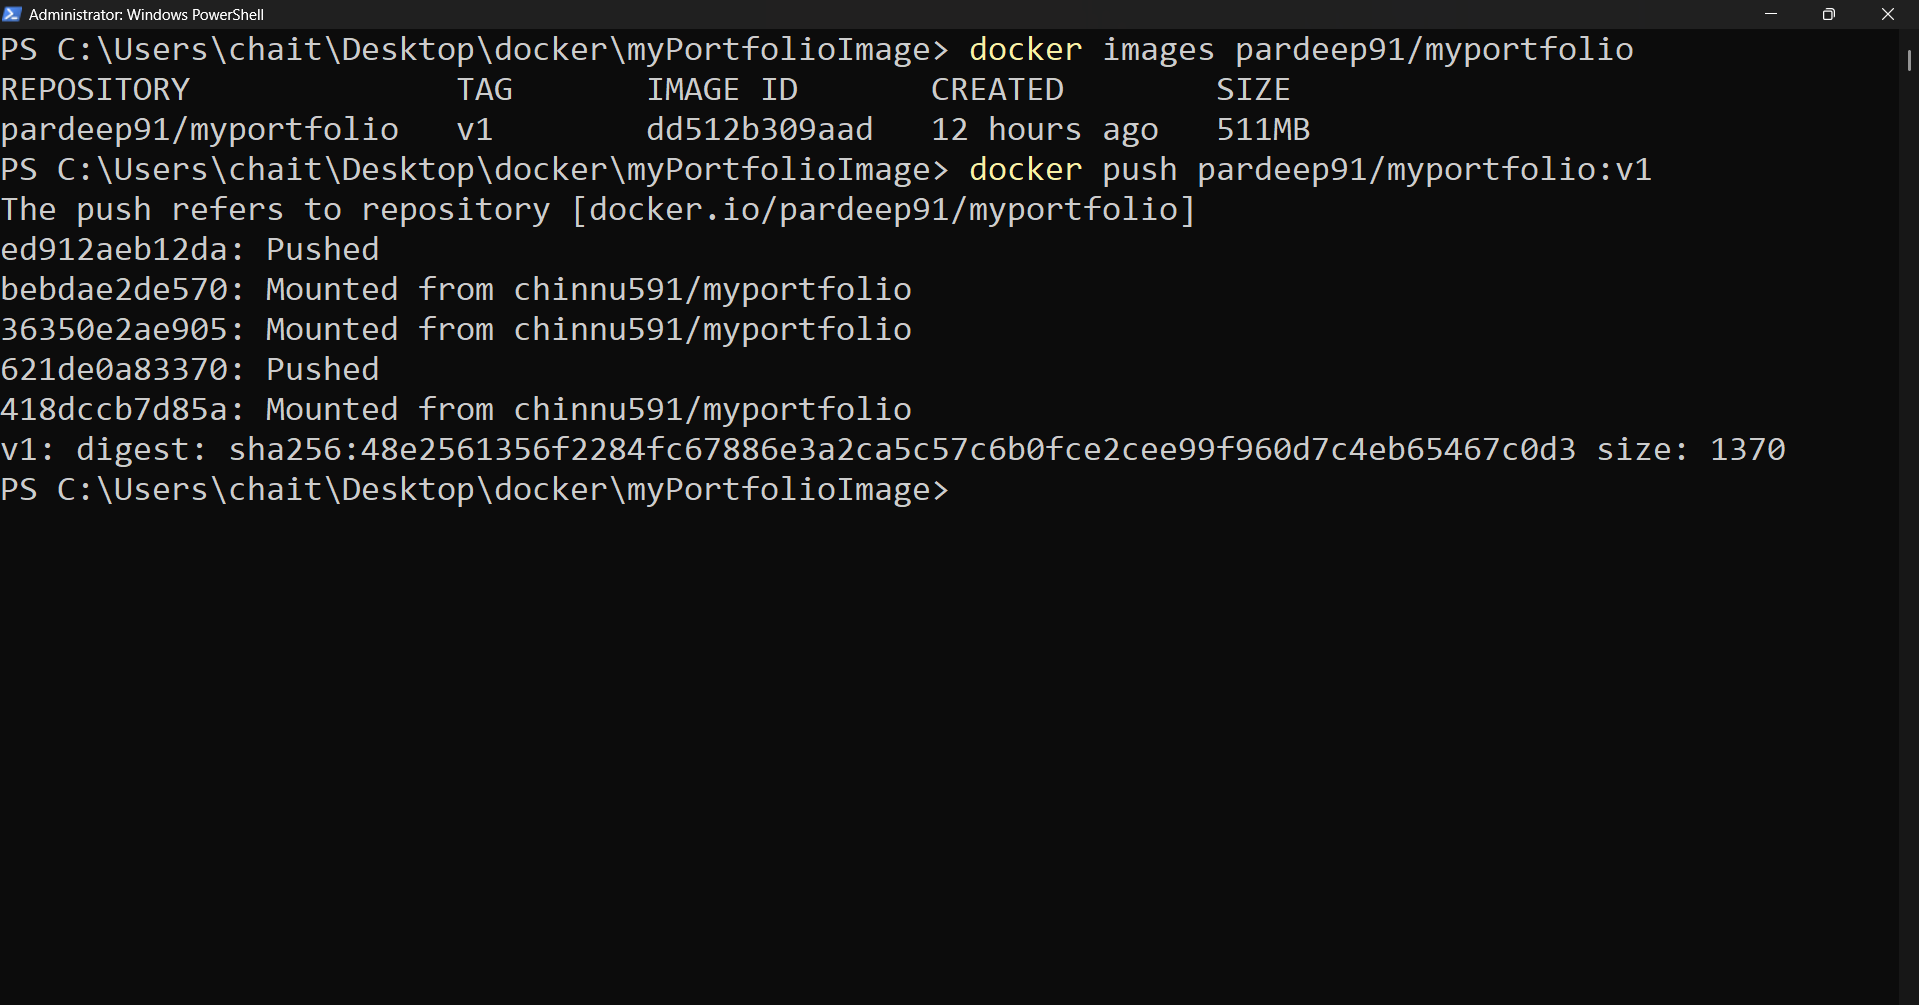 Administrator: Windows PowerShell
PS C:\Users\chait\Desktop\docker\myPortfolioImage> docker images pardeep91/myportfolio
REPOSITORY              TAG       IMAGE ID       CREATED        SIZE
pardeep91/myportfolio   v1        dd512b309aad   12 hours ago   511MB
PS C:\Users\chait\Desktop\docker\myPortfolioImage> docker push pardeep91/myportfolio:v1
The push refers to repository [docker.io/pardeep91/myportfolio]
ed912aeb12da: Pushed
bebdae2de570: Mounted from chinnu591/myportfolio
36350e2ae905: Mounted from chinnu591/myportfolio
621de0a83370: Pushed
418dccb7d85a: Mounted from chinnu591/myportfolio
v1: digest: sha256:48e2561356f2284fc67886e3a2ca5c57c6b0fce2cee99f960d7c4eb65467c0d3 size: 1370
PS C:\Users\chait\Desktop\docker\myPortfolioImage>